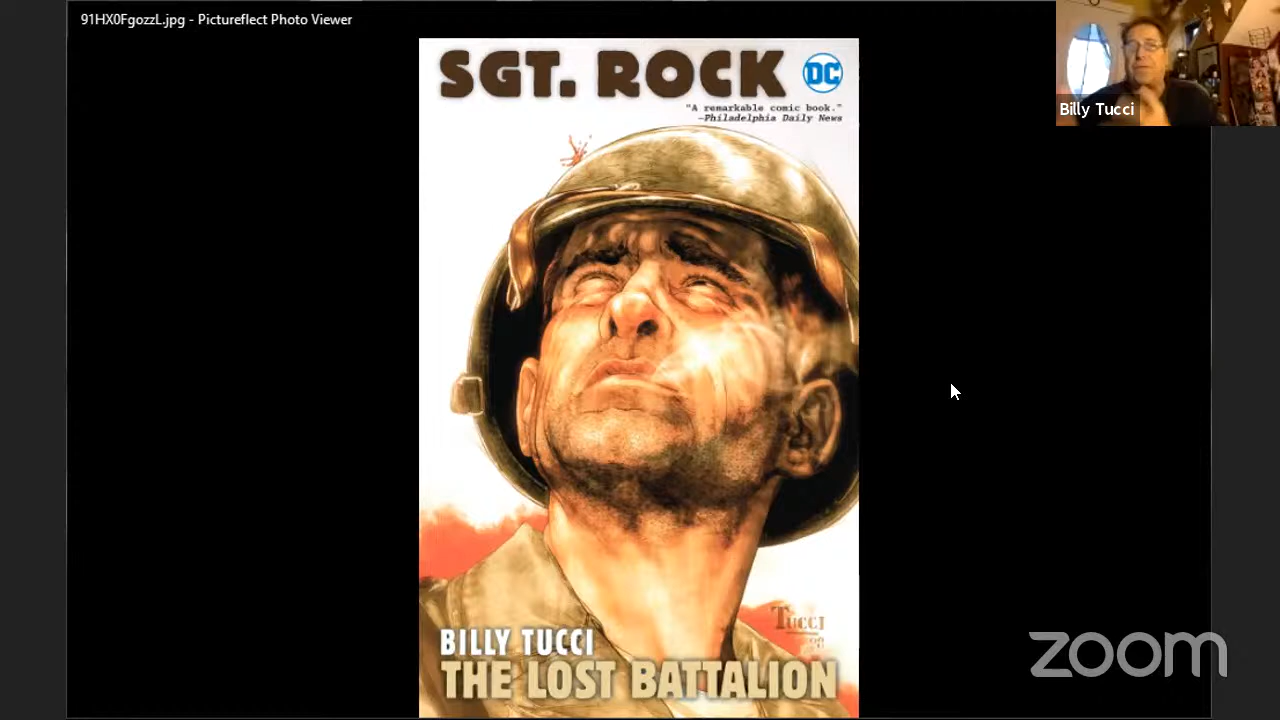 91HX0FgozzL.jpg - Pictureflect Photo Viewer
Billy Tucci
SGT. ROCK
DC
"A remarkable comic book."
—Philadelphia Daily News
TUCCI
BILLY TUCCI
THE LOST BATTALION
zoom